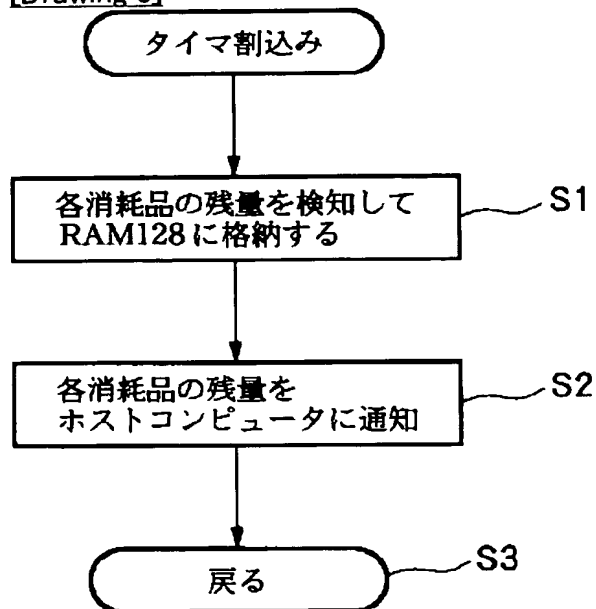 タイマ割込み
各消耗品の残量を検知して
RAM128に格納する
S1
各消耗品の残量を
ホストコンピュータに通知
S2
戻る
S3